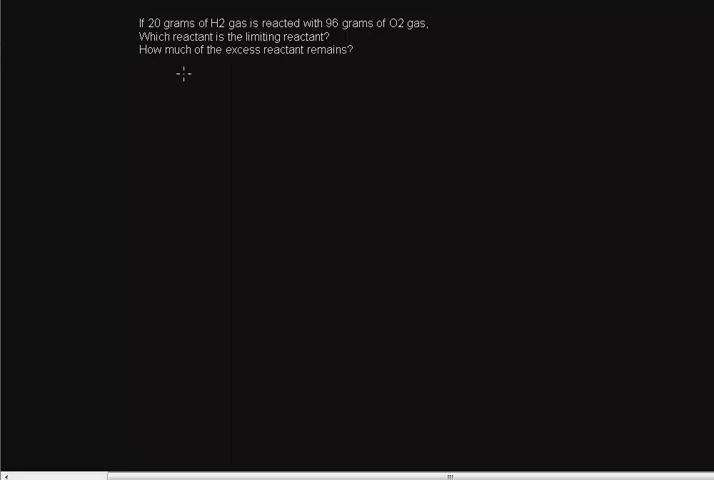 If 20 grams of H2 gas is reacted with 96 grams of O2 gas,
Which reactant is the limiting reactant?
How much of the excess reactant remains?